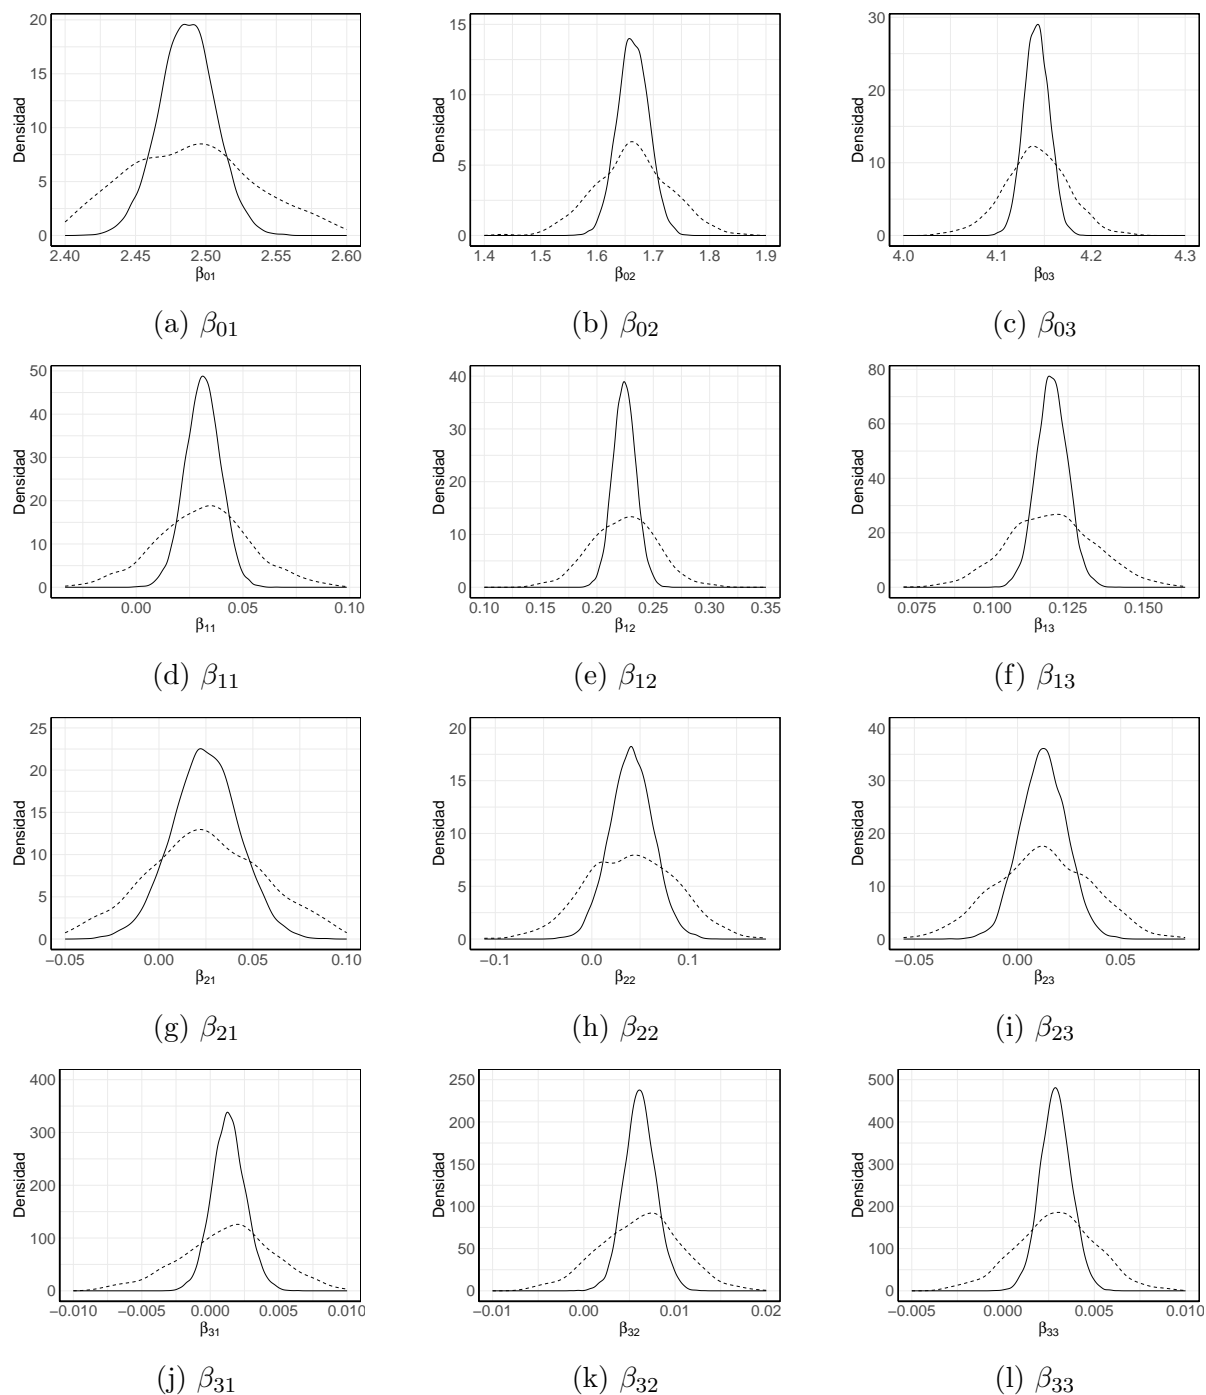 20
15
10
5
0
Densidad
2.40 2.45 2.50 2.55 2.60
β01
(a) β01
15
10
5
0
Densidad
1.4 1.5 1.6 1.7 1.8 1.9
β02
(b) β02
30
20
10
0
Densidad
4.0 4.1 4.2 4.3
β03
(c) β03
50
40
30
20
10
0
Densidad
0.00 0.05 0.10
β11
(d) β11
40
30
20
10
0
Densidad
0.10 0.15 0.20 0.25 0.30 0.35
β12
(e) β12
80
60
40
20
0
Densidad
0.075 0.100 0.125 0.150
β13
(f) β13
25
20
15
10
5
0
Densidad
−0.05 0.00 0.05 0.10
β21
(g) β21
20
15
10
5
0
Densidad
−0.1 0.0 0.1
β22
(h) β22
40
30
20
10
0
Densidad
−0.05 0.00 0.05
β23
(i) β23
400
300
200
100
0
Densidad
−0.010 −0.005 0.000 0.005 0.010
β31
(j) β31
250
200
150
100
50
0
Densidad
−0.01 0.00 0.01 0.02
β32
(k) β32
500
400
300
200
100
0
Densidad
−0.005 0.000 0.005 0.010
β33
(l) β33